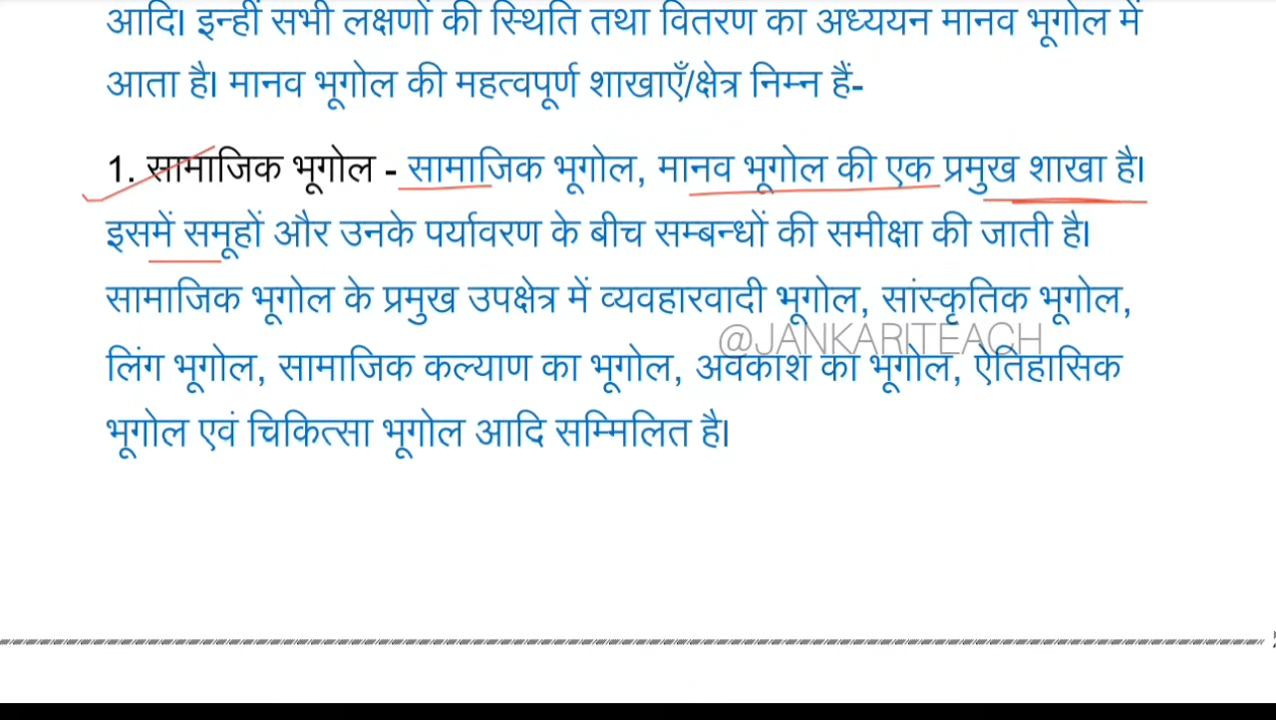 आदि। इन्हीं सभी लक्षणों की स्थिति तथा वितरण का अध्ययन मानव भूगोल में
आता है। मानव भूगोल की महत्वपूर्ण शाखाएँ/क्षेत्र निम्न हैं-
1. सामाजिक भूगोल - सामाजिक भूगोल, मानव भूगोल की एक प्रमुख शाखा है।
इसमें समूहों और उनके पर्यावरण के बीच सम्बन्धों की समीक्षा की जाती है।
सामाजिक भूगोल के प्रमुख उपक्षेत्र में व्यवहारवादी भूगोल, सांस्कृतिक भूगोल,
@JANKARITEACH
लिंग भूगोल, सामाजिक कल्याण का भूगोल, अवकाश का भूगोल, ऐतिहासिक
भूगोल एवं चिकित्सा भूगोल आदि सम्मिलित है।